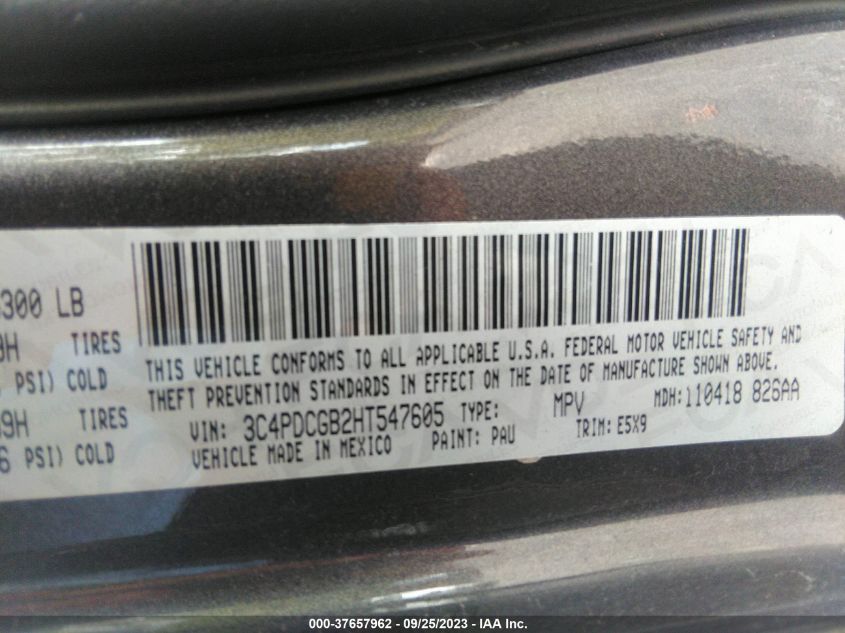 300 LB
TIRES
PSI) COLD
9H TIRES
PSI) COLD
THIS VEHICLE CONFORMS TO ALL APPLICABLE U.S.A. FEDERAL MOTOR VEHICLE SAFETY AND
THEFT PREVENTION STANDARDS IN EFFECT ON THE DATE OF MANUFACTURE SHOWN ABOVE.
VIN: 3C4PDCGB2HT547605 TYPE: MPV MDH:110418 826AA
VEHICLE MADE IN MEXICO PAINT: PAU TRIM: E5X9
000-37657962 - 09/25/2023 - IAA Inc.